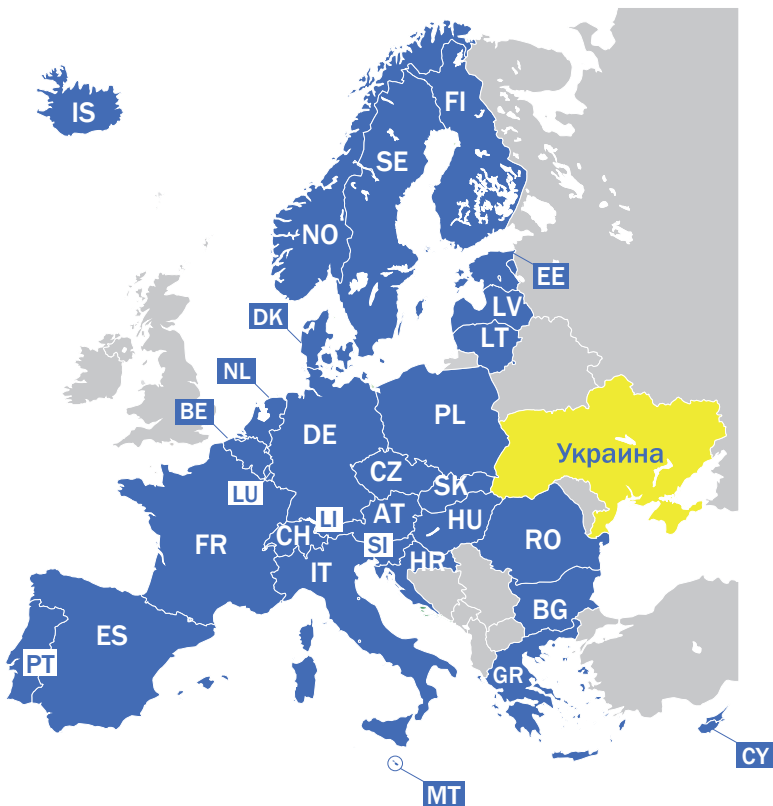 IS
FI
SE
NO
EE
LV
DK
LT
NL
BE
PL
DE
Украина
CZ
SK
LU
LI
AT
HU
CH
SI
RO
FR
HR
IT
BG
ES
PT
GR
CY
MT